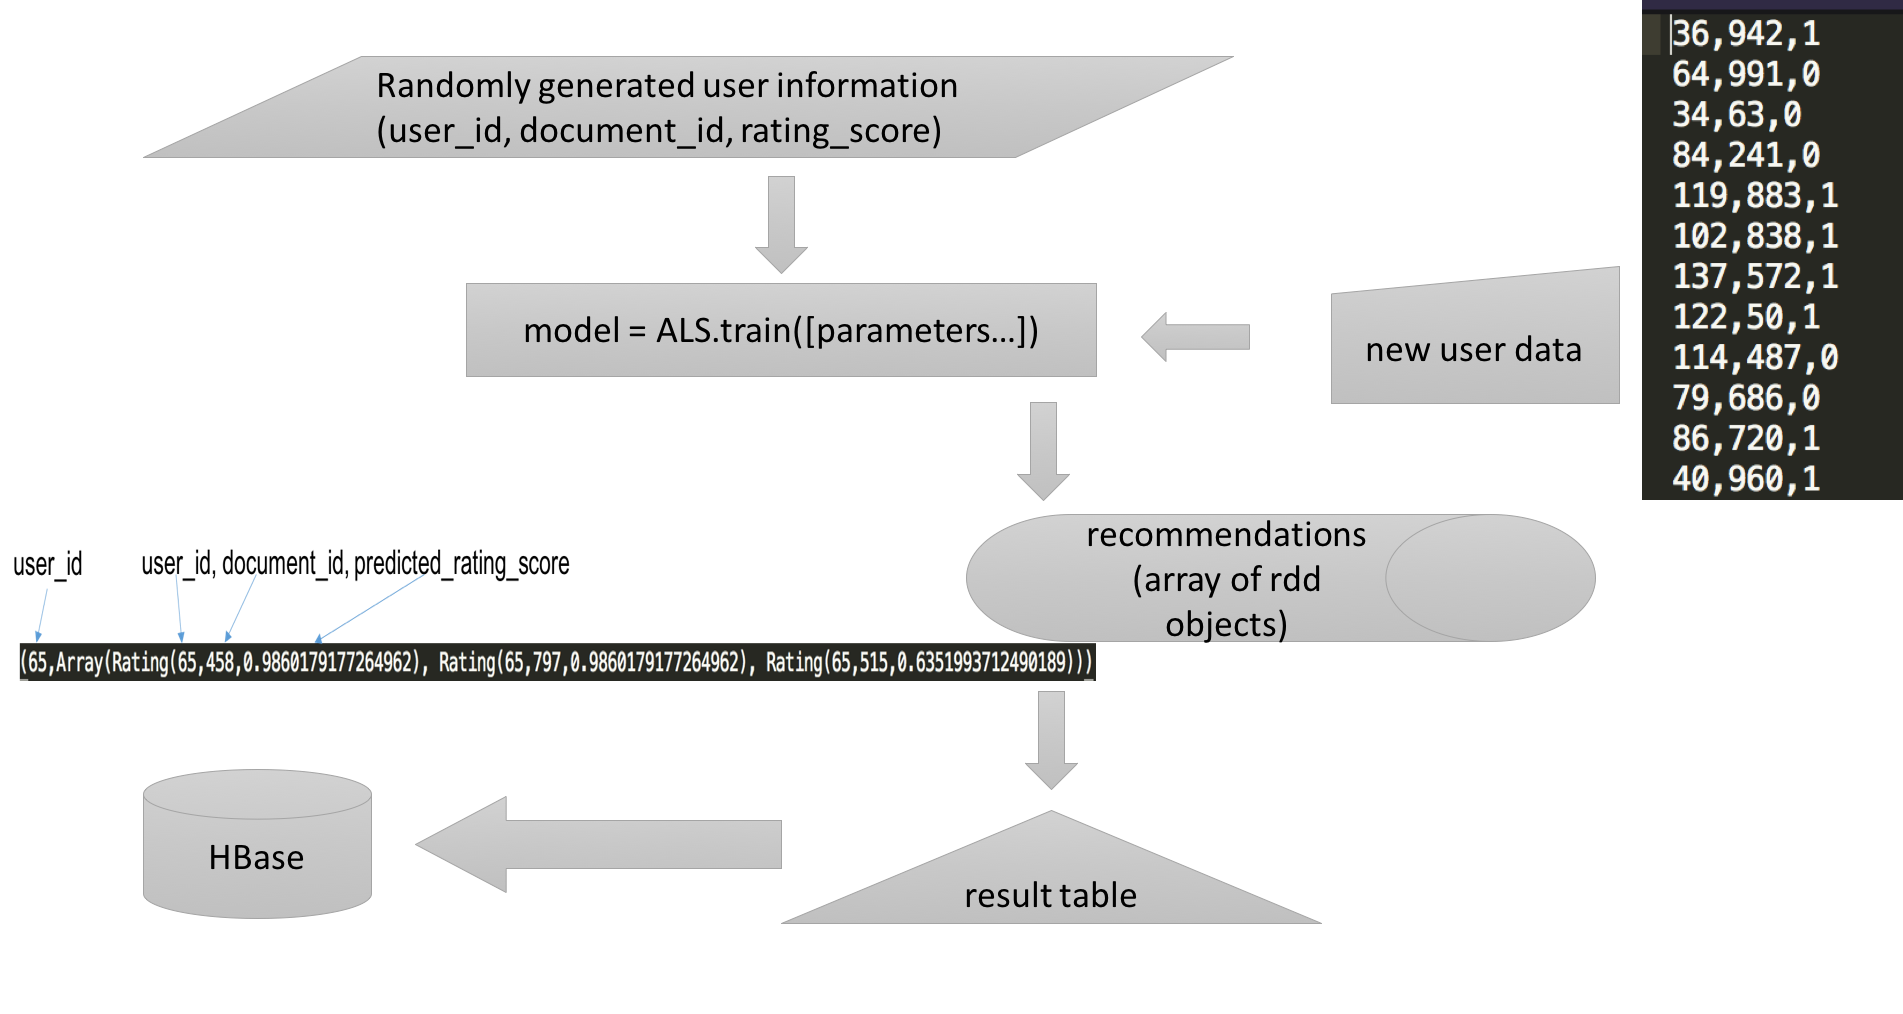 Randomly generated user information
(user_id, document_id, rating_score)
36,942,1
64,991,0
34,63,0
84,241,0
119,883,1
102,838,1
137,572,1
122,50,1
114,487,0
79,686,0
86,720,1
40,960,1
model = ALS.train([parameters...])
new user data
recommendations
(array of rdd
objects)
user_id
user_id, document_id, predicted_rating_score
(65,Array(Rating(65,458,0.9860179177264962), Rating(65,797,0.9860179177264962), Rating(65,515,0.6351993712490189)))
HBase
result table